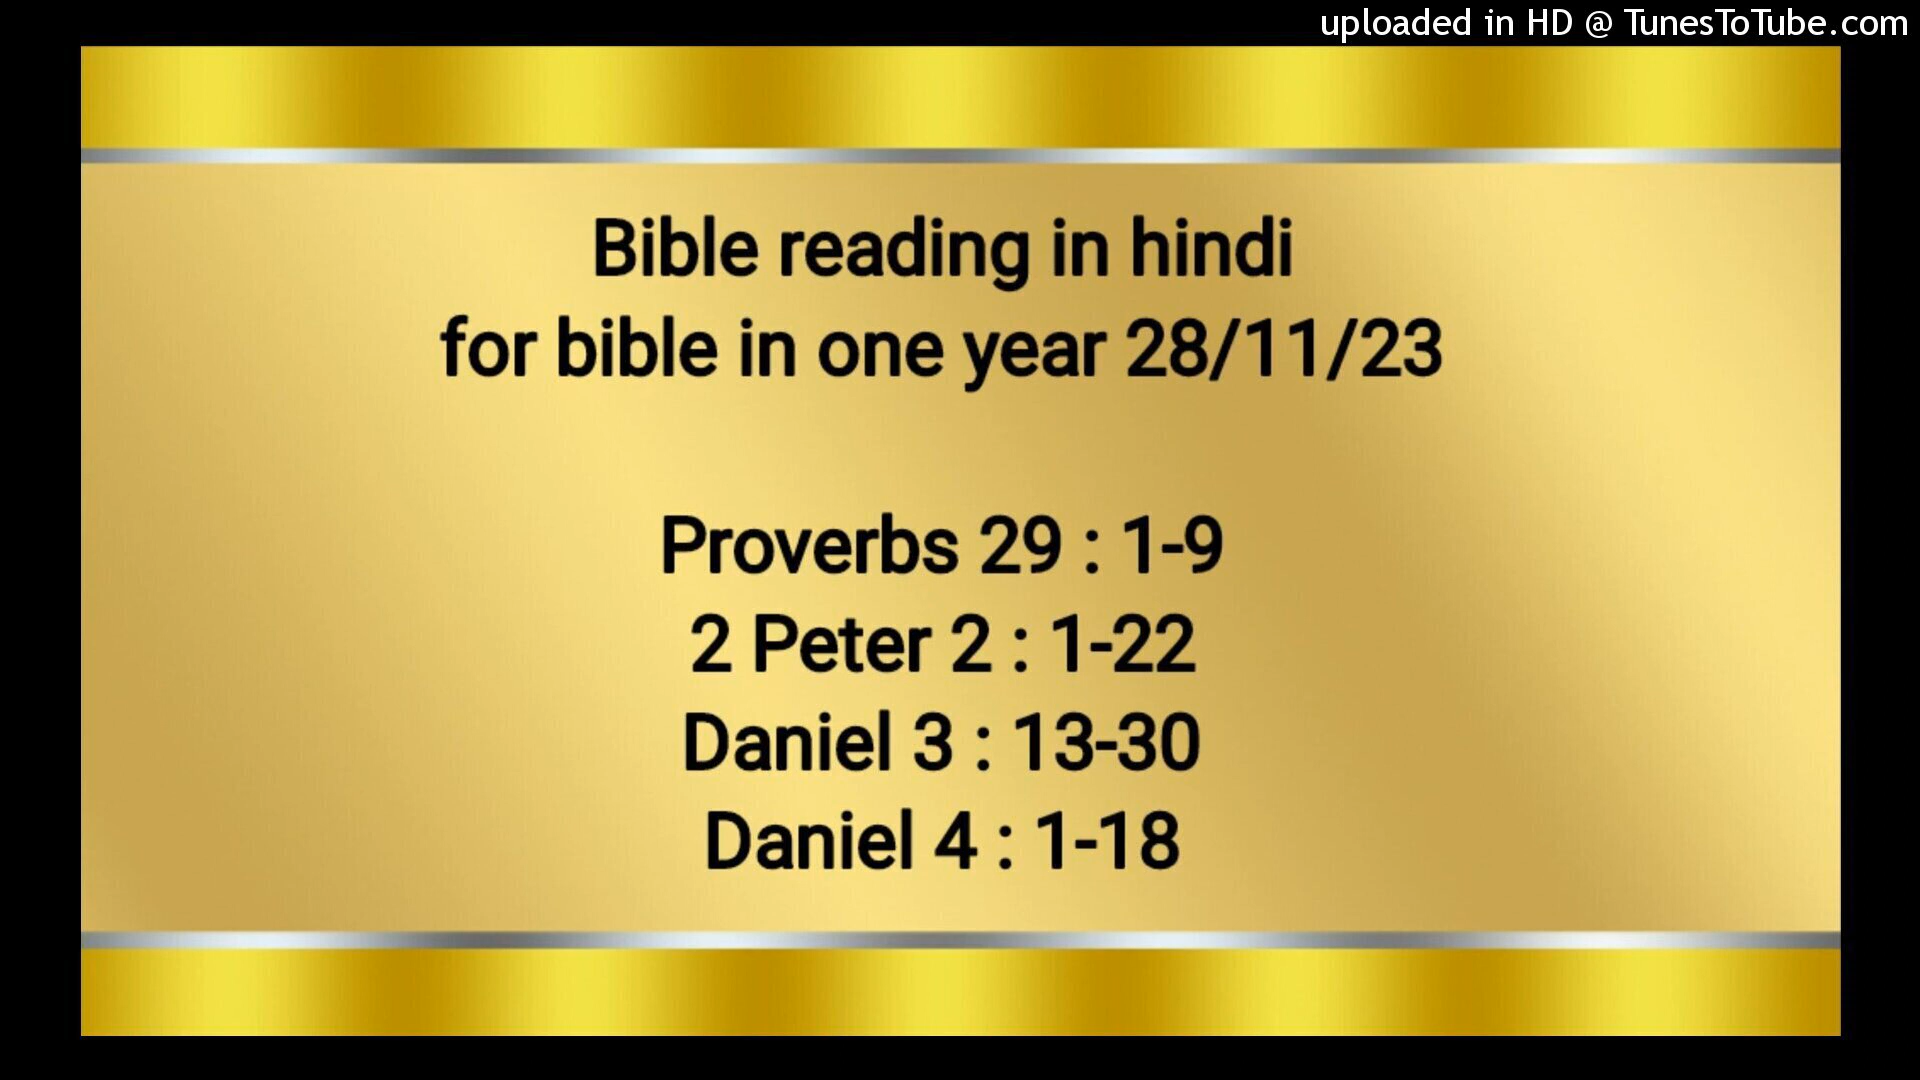 uploaded in HD @ TunesToTube.com
Bible reading in hindi
for bible in one year 28/11/23
Proverbs 29 : 1-9
2 Peter 2 : 1-22
Daniel 3 : 13-30
Daniel 4 : 1-18